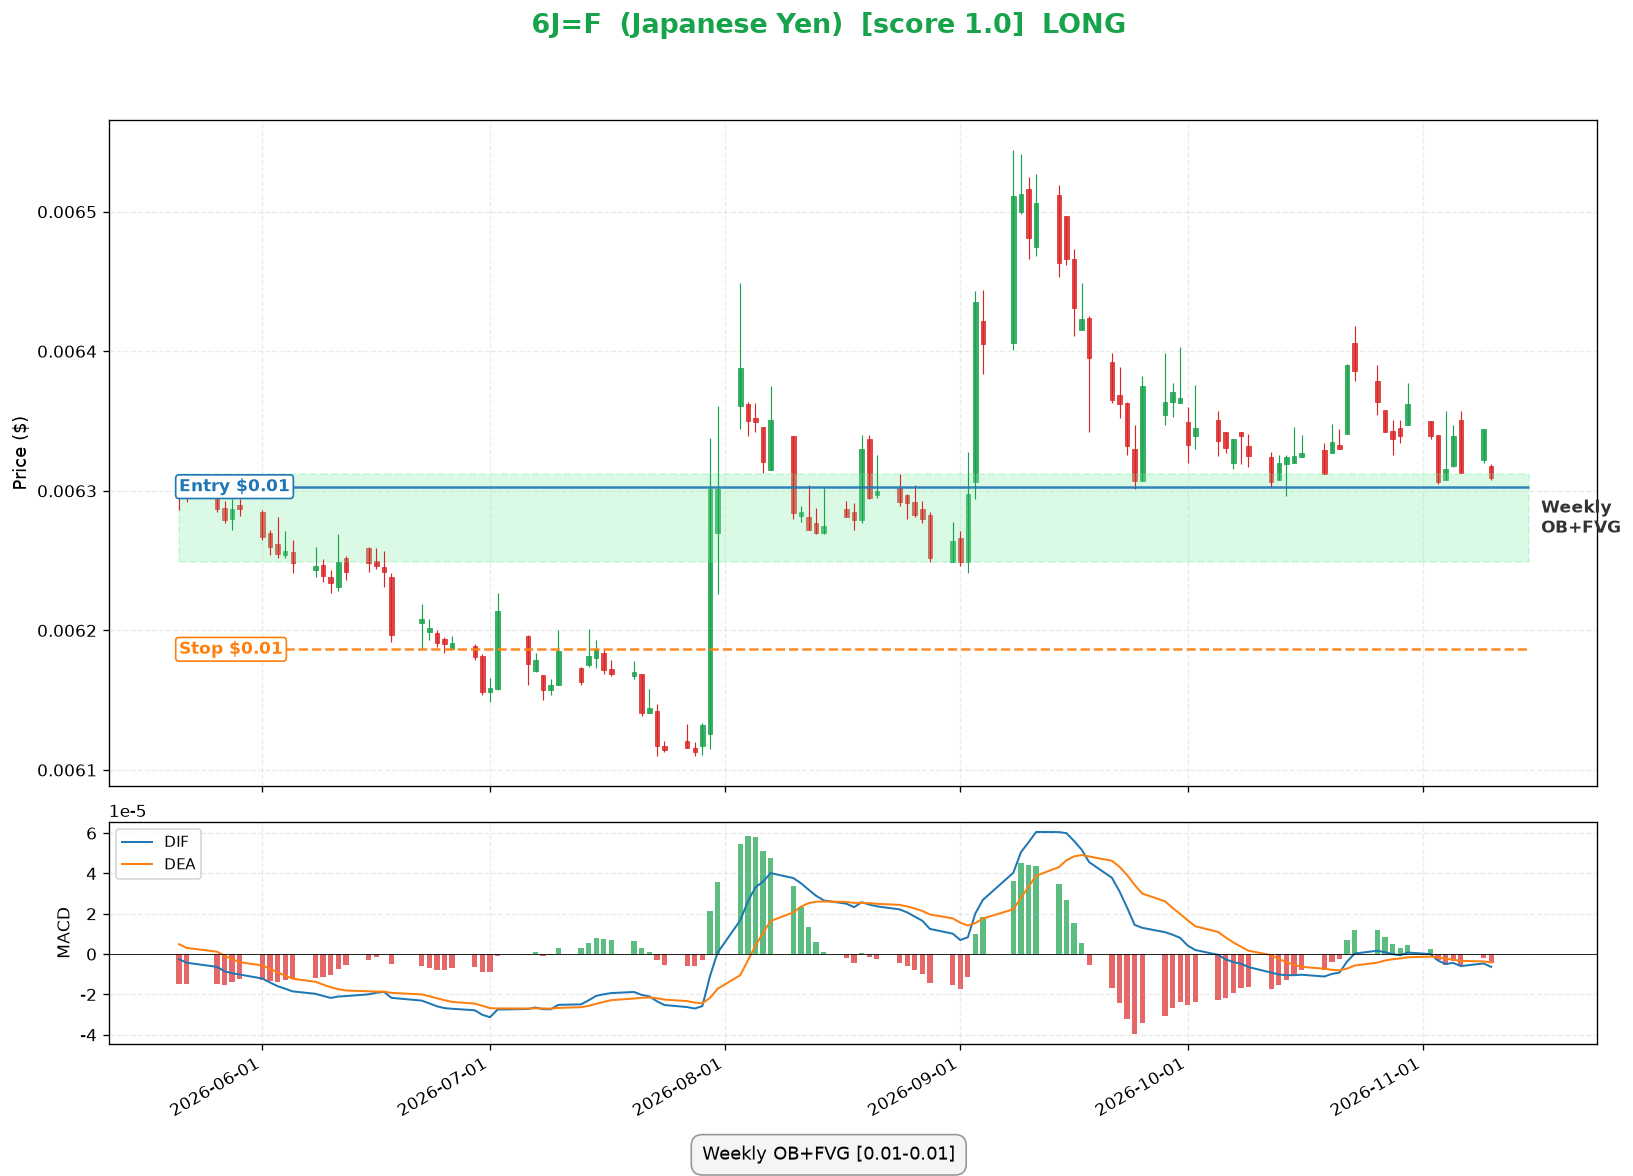 6J=F  (Japanese Yen)  [score 1.0]  LONG
Price ($)
0.0065
0.0064
0.0063
0.0062
0.0061
Entry $0.01
Stop $0.01
Weekly
OB+FVG
1e-5
MACD
6
4
2
0
-2
-4
DIF
DEA
2026-06-01
2026-07-01
2026-08-01
2026-09-01
2026-10-01
2026-11-01
Weekly OB+FVG [0.01-0.01]